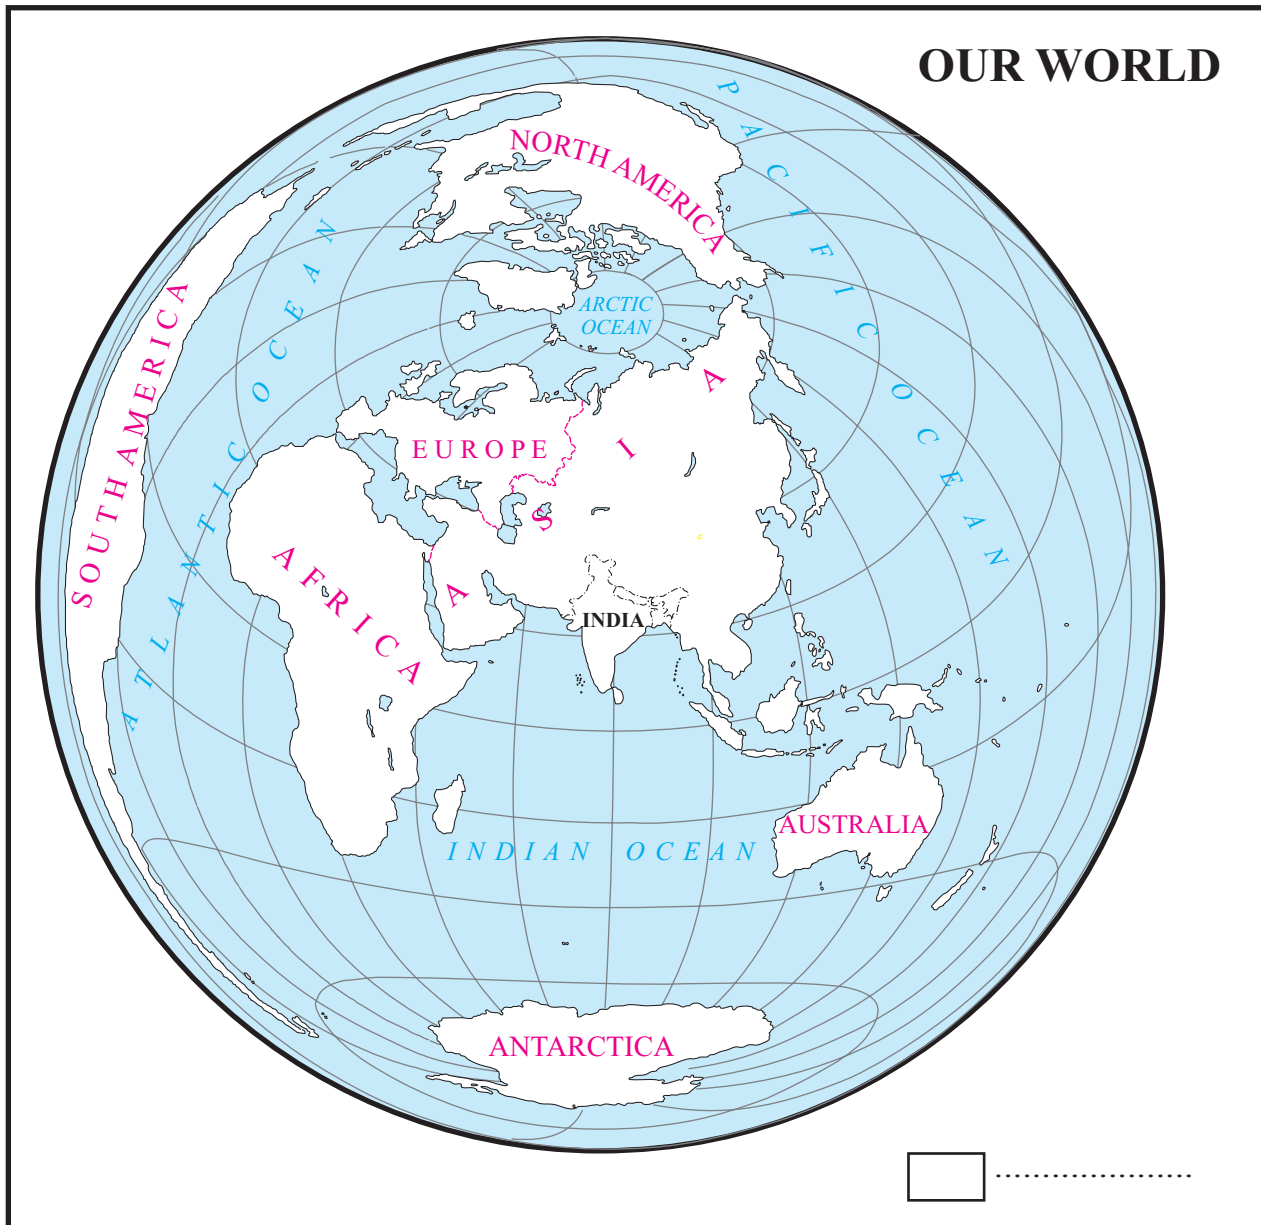 OUR WORLD
PACIFIC OCEAN
NORTH AMERICA
ATLANTIC OCEAN
SOUTH AMERICA
ARCTIC
OCEAN
EUROPE
ASIA
AFRICA
INDIA
AUSTRALIA
INDIAN OCEAN
ANTARCTICA